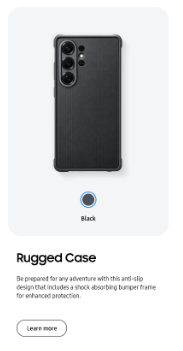 Black
Rugged Case
Be prepared for any adventure with this anti-slip
design that includes a shock absorbing bumper frame
for enhanced protection.
Learn more